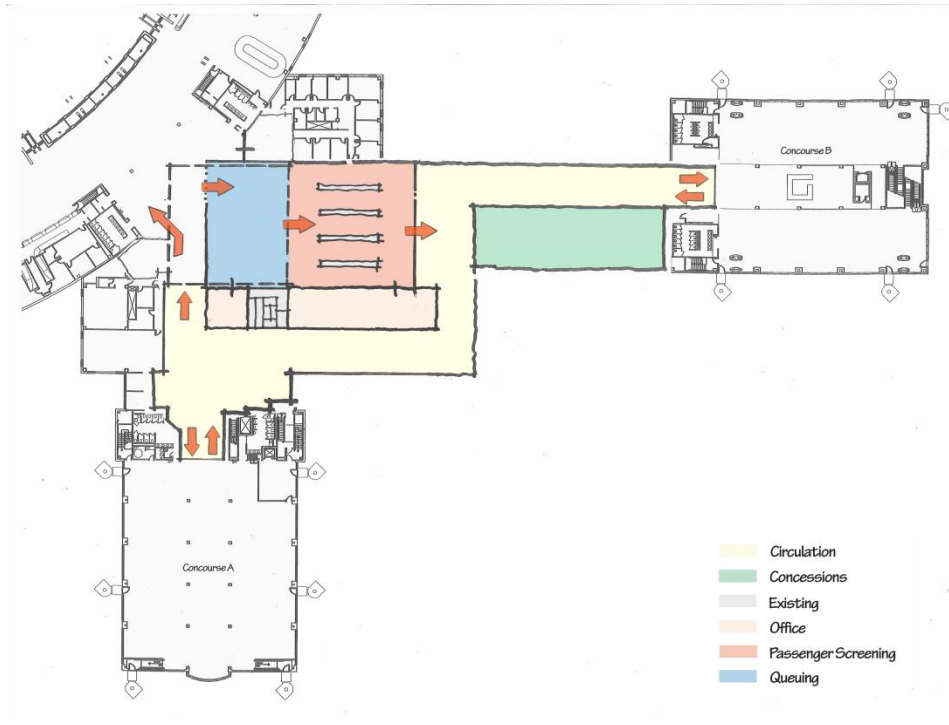 Concourse B
Concourse A
Circulation
Concessions
Existing
Office
Passenger Screening
Queuing